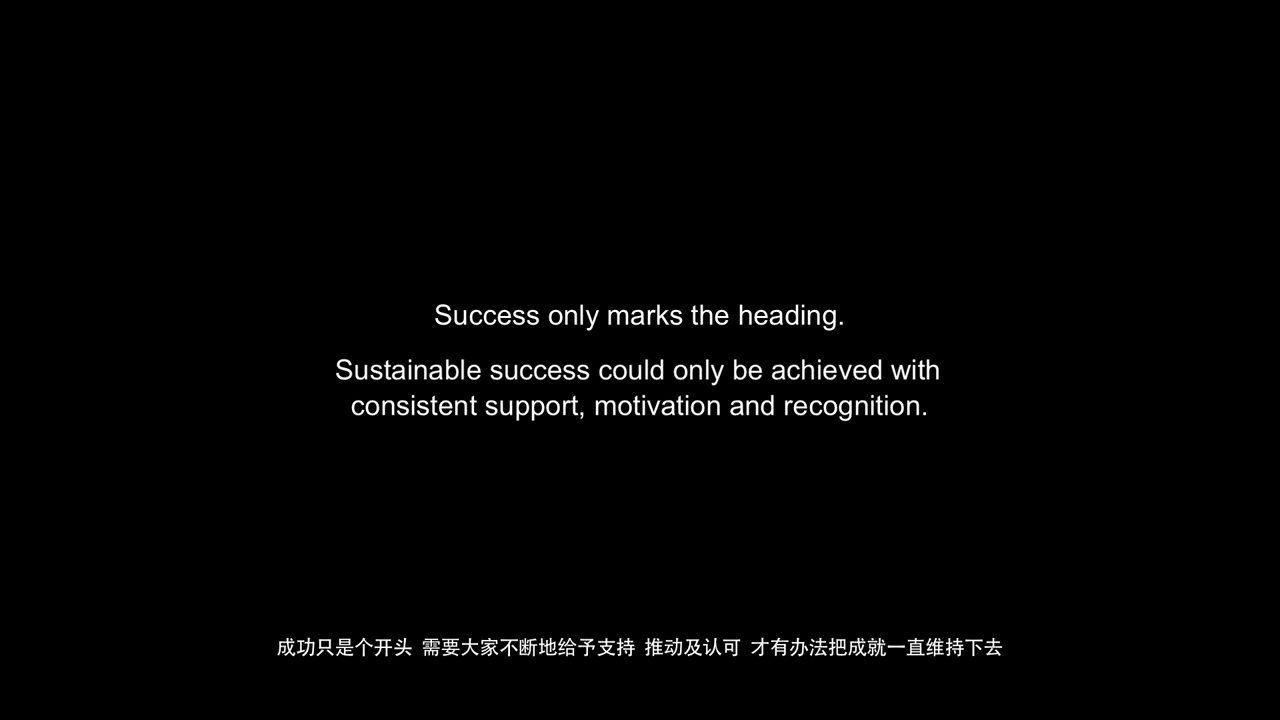 Success only marks the heading.
Sustainable success could only be achieved with
consistent support, motivation and recognition.
成功只是个开头 需要大家不断地给予支持 推动及认可 才有办法把成就一直维持下去